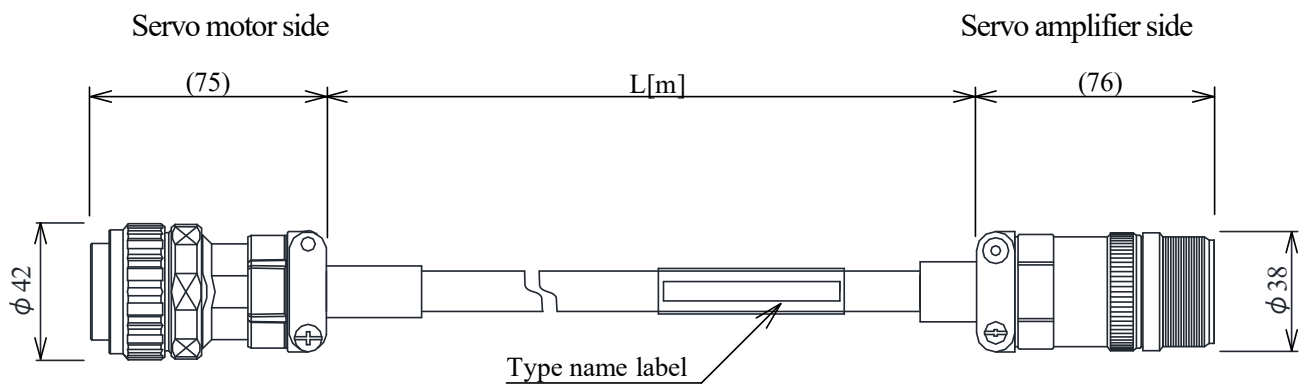 Servo motor side
Servo amplifier side
(75)
L[m]
(76)
φ42
φ38
Type name label